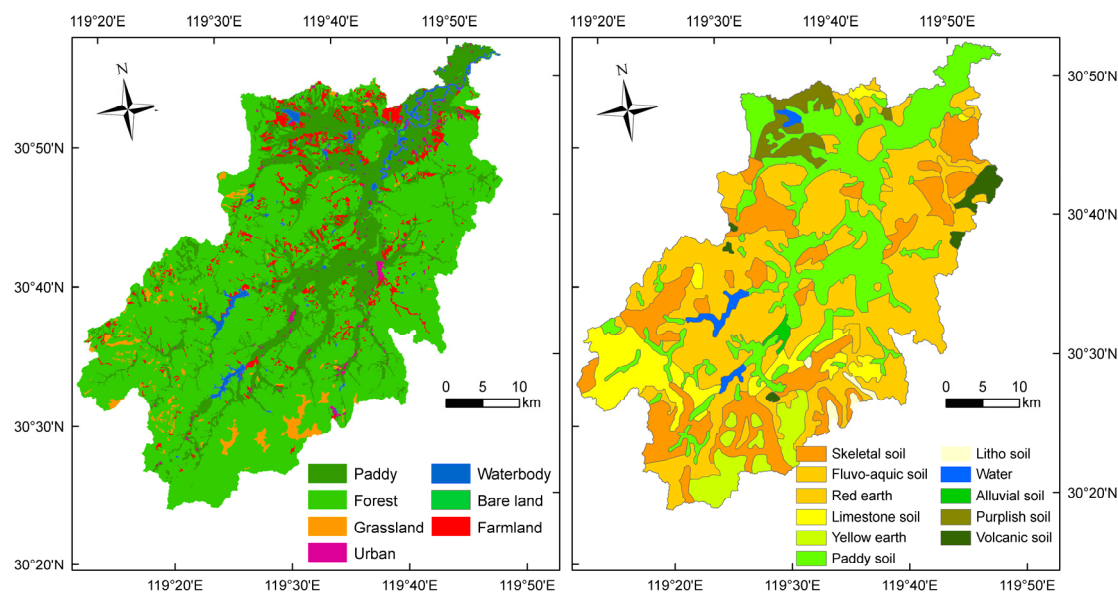 119°20'E 119°30'E 119°40'E 119°50'E
119°20'E 119°30'E 119°40'E 119°50'E
N
N
30°50'N
30°40'N
30°30'N
30°20'N
30°50'N
30°40'N
30°30'N
30°20'N
0 5 10
km
0 5 10
km
Paddy
Forest
Grassland
Urban
Waterbody
Bare land
Farmland
Skeletal soil
Fluvo-aquic soil
Red earth
Limestone soil
Yellow earth
Paddy soil
Litho soil
Water
Alluvial soil
Purplish soil
Volcanic soil
119°20'E 119°30'E 119°40'E 119°50'E
119°20'E 119°30'E 119°40'E 119°50'E